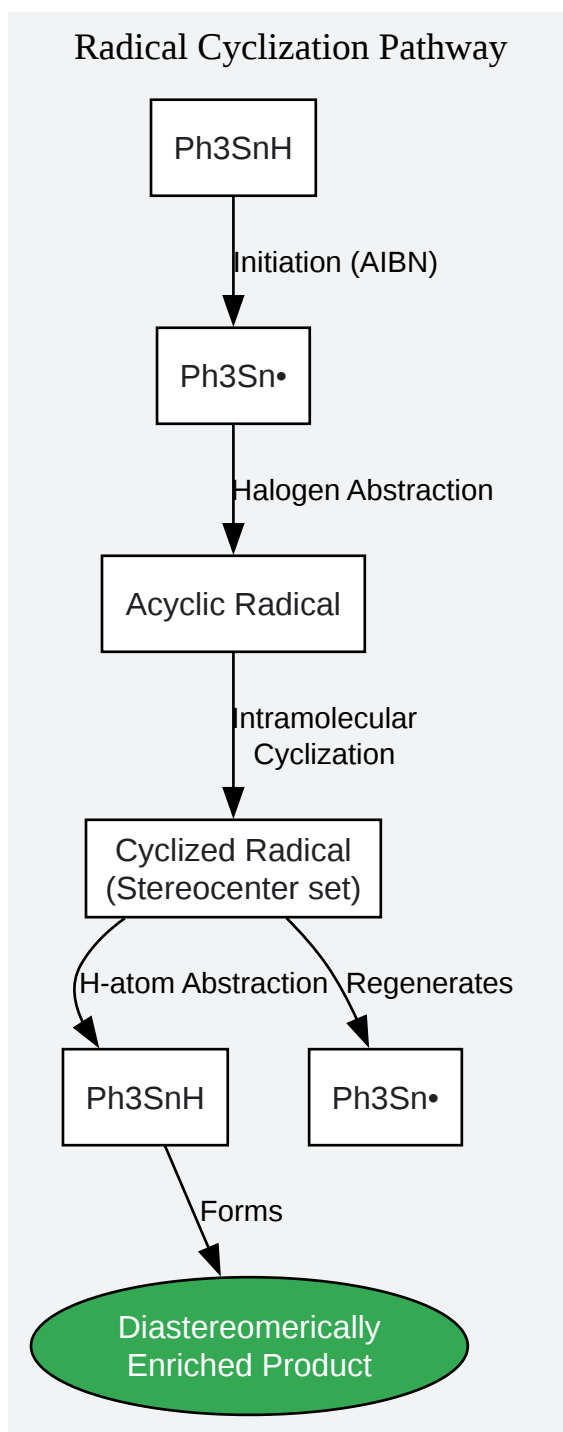 Radical Cyclization Pathway
Ph3SnH
Initiation (AIBN)
Ph3Sn•
Halogen Abstraction
Acyclic Radical
Intramolecular
Cyclization
Cyclized Radical
(Stereocenter set)
H-atom Abstraction
Regenerates
Ph3SnH
Ph3Sn•
Forms
Diastereomerically
Enriched Product